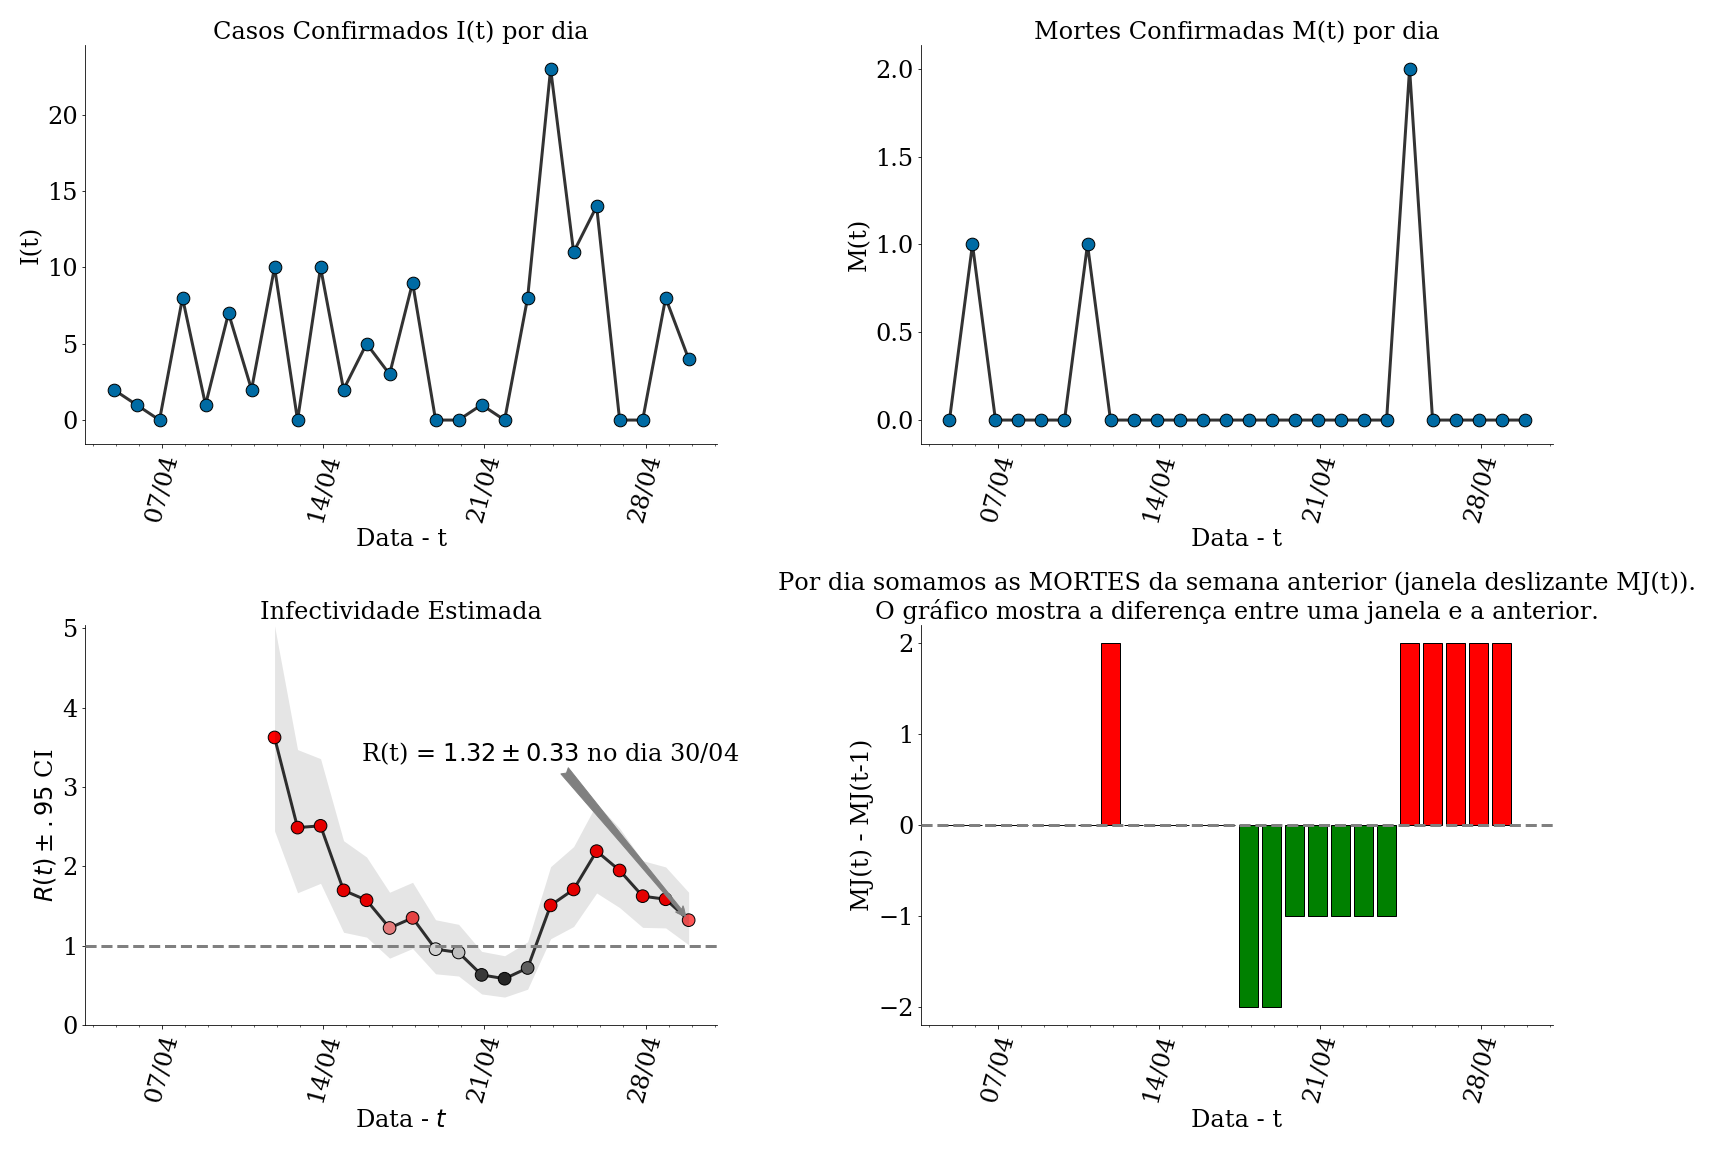 Casos Confirmados I(t) por dia
I(t)
20
15
10
5
0
07/04
14/04
21/04
28/04
Data - t
Mortes Confirmadas M(t) por dia
M(t)
2.0
1.5
1.0
0.5
0.0
07/04
14/04
21/04
28/04
Data - t
Infectividade Estimada
R(t) ± .95 CI
5
4
3
2
1
0
R(t) = 1.32 ± 0.33 no dia 30/04
07/04
14/04
21/04
28/04
Data - t
Por dia somamos as MORTES da semana anterior (janela deslizante MJ(t)).
O gráfico mostra a diferença entre uma janela e a anterior.
MJ(t) - MJ(t-1)
2
1
0
−1
−2
07/04
14/04
21/04
28/04
Data - t